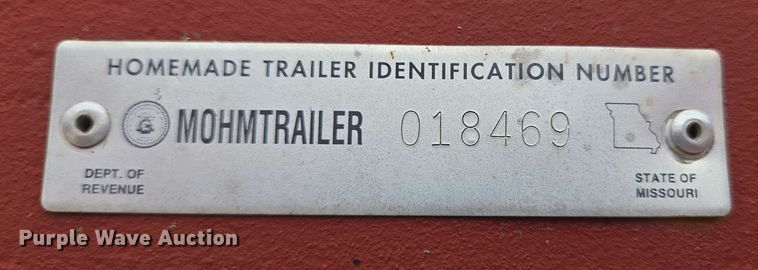 HOMEMADE TRAILER IDENTIFICATION NUMBER
MOHMTRAILER 018469
DEPT. OF
REVENUE
STATE OF
MISSOURI
Purple Wave Auction